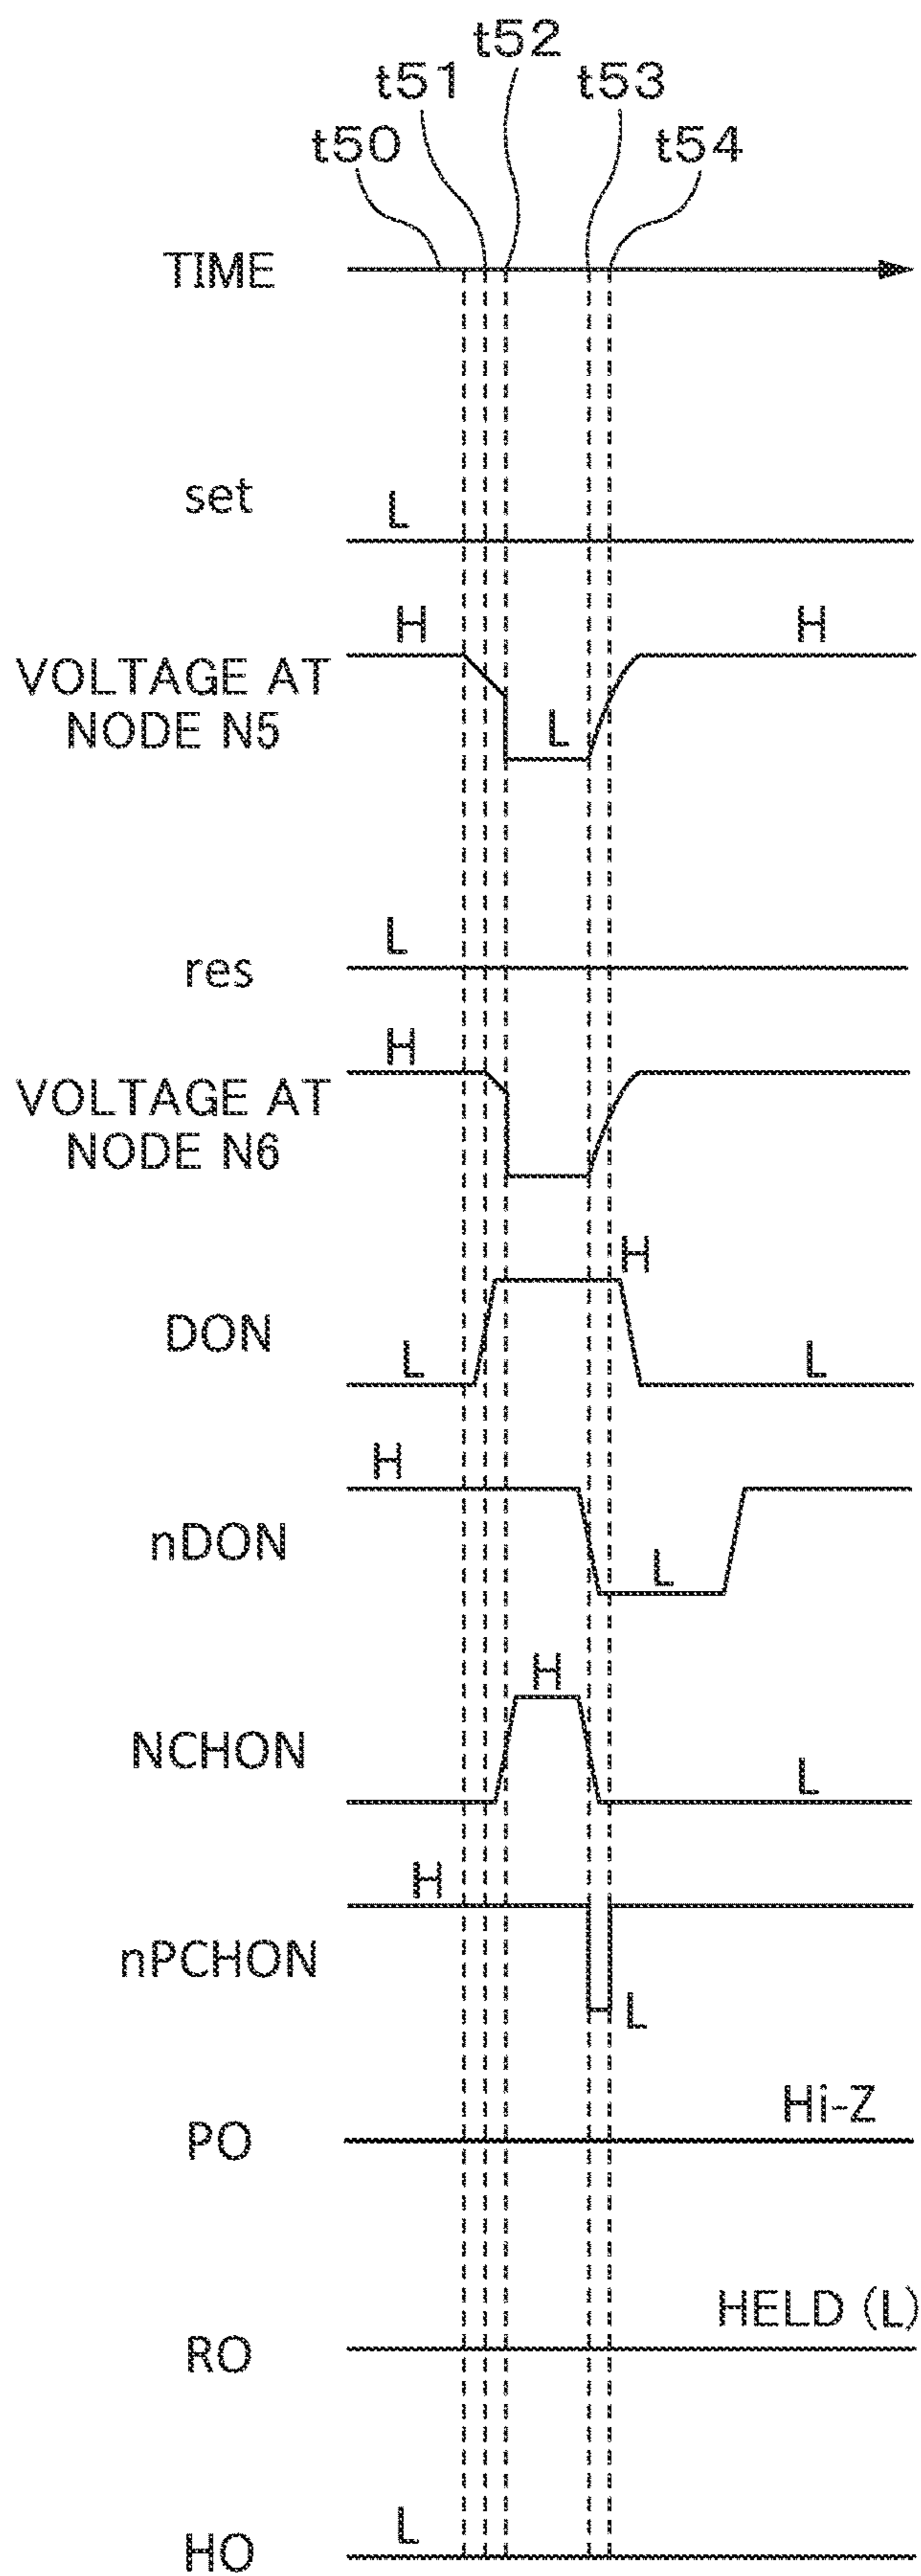 t52
t51
t53
t50
t54
TIME
set
L
H
H
VOLTAGE AT
NODE N5
L
res
L
H
VOLTAGE AT
NODE N6
H
DON
L
L
H
nDON
L
H
NCHON
L
H
nPCHON
L
Hi-Z
PO
HELD (L)
RO
L
HO